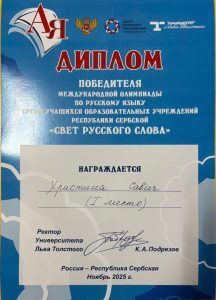 АЯ
ДИПЛОМ
ПОБЕДИТЕЛЯ
МЕЖДУНАРОДНОЙ ОЛИМПИАДЫ
ПО РУССКОМУ ЯЗЫКУ
СРЕДИ УЧАЩИХСЯ ОБРАЗОВАТЕЛЬНЫХ УЧРЕЖДЕНИЙ
РЕСПУБЛИКИ СЕРБСКОЙ
«СВЕТ РУССКОГО СЛОВА»
НАГРАЖДАЕТСЯ
Христина Савич
(I место)
Ректор
Университета
Льва Толстого К.А.Подрезов
Россия – Республика Сербская
Ноябрь 2025 г.